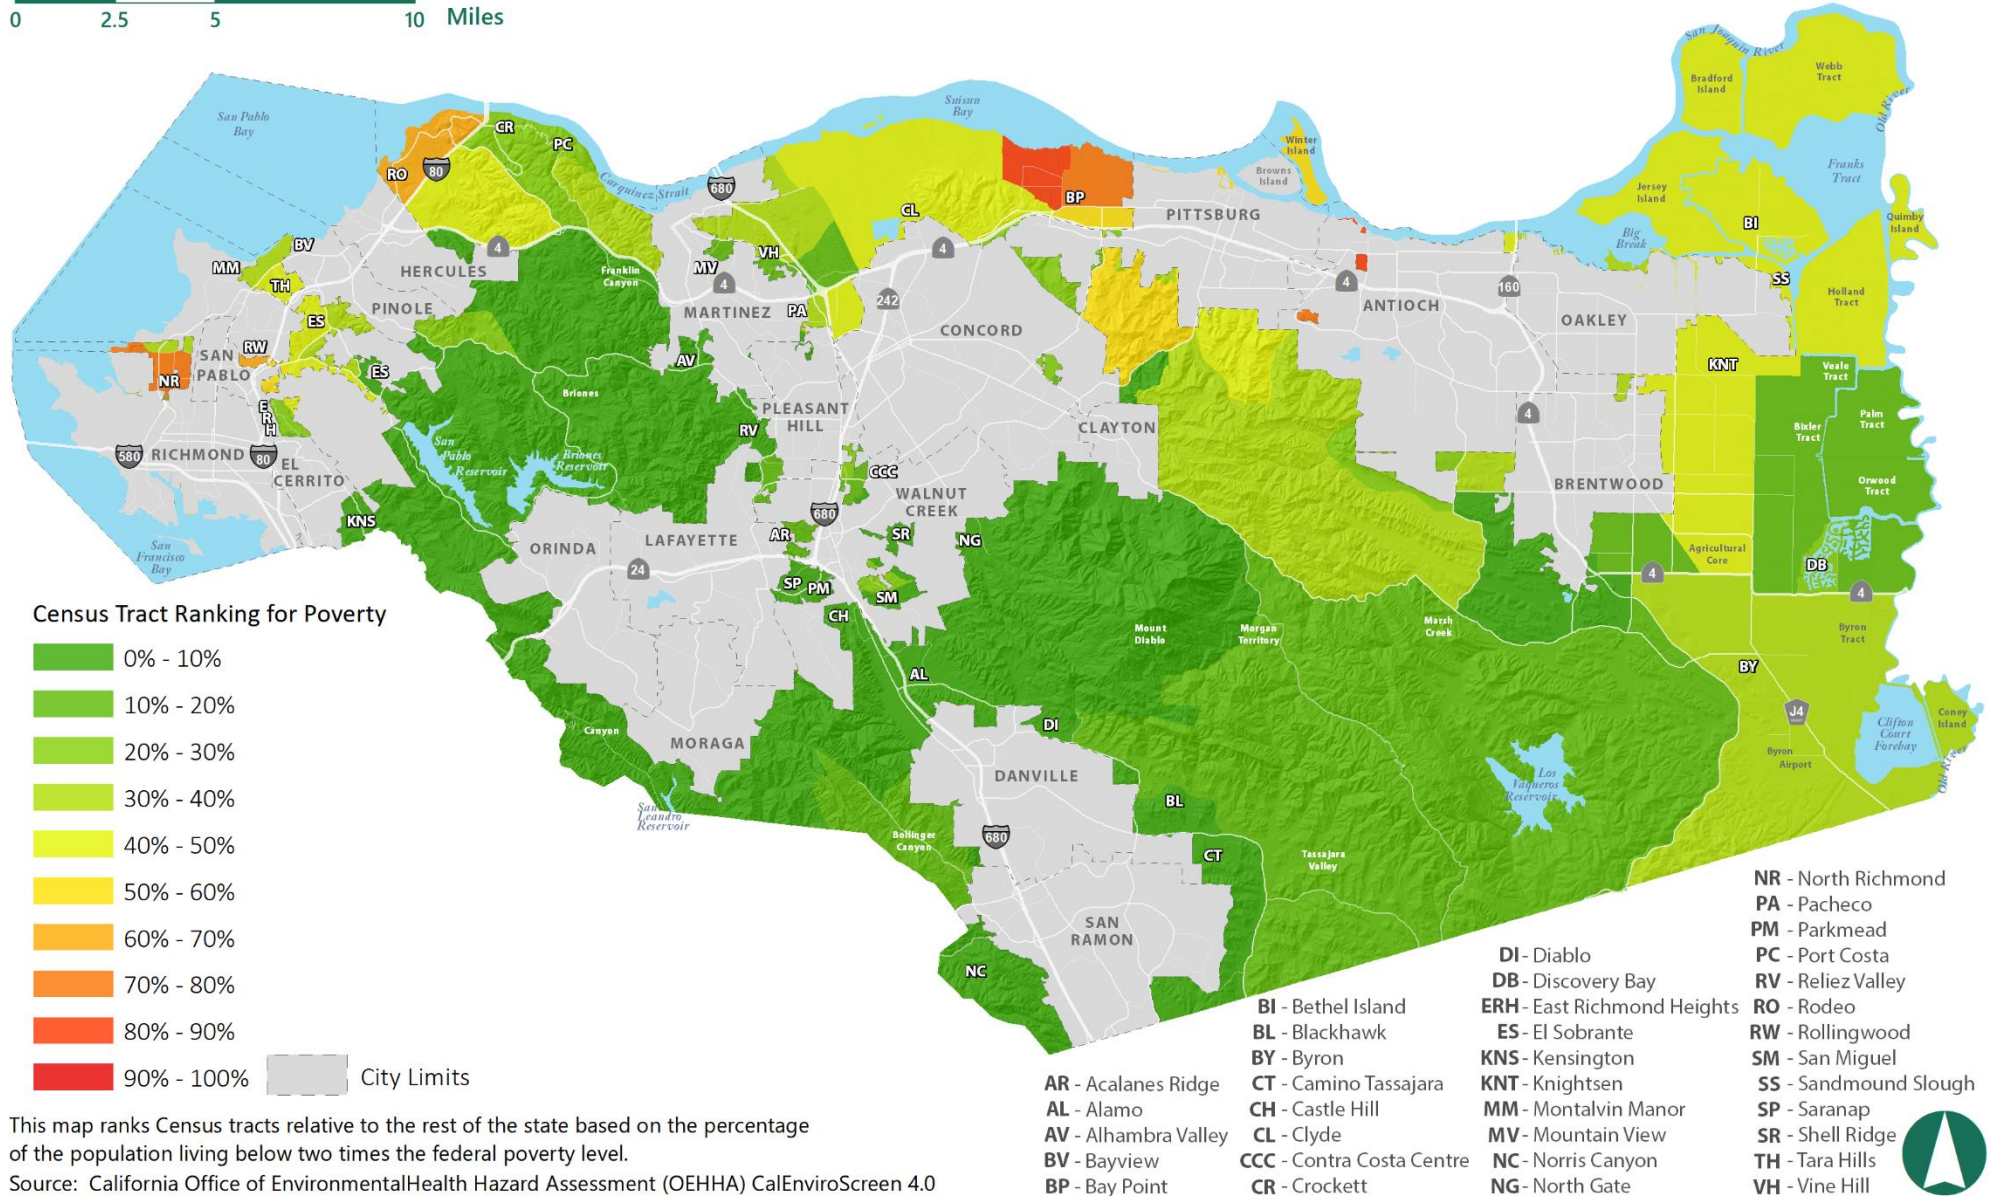 0 2.5 5 10 Miles
San Joaquin River
Bradford
Island
Webb
Tract
Old River
San Pablo
Bay
Suisun
Bay
CR
PC
RO
80
Carquinez Strait
680
Winter
Island
Browns
Island
Franks
Tract
Jersey
Island
BP
CL
PITTSBURG
BI
Quimby
Island
Big
Break
BV
MM
4
HERCULES
Franklin
Canyon
MV
VH
4
TH
PINOLE
ES
4
MARTINEZ
PA
242
CONCORD
4
ANTIOCH
160
OAKLEY
SS
Holland
Tract
RW
SAN
PABLO
NR
ES
AV
KNT
Veale
Tract
Briones
ERH
PLEASANT
HILL
RV
CLAYTON
4
Palm
Tract
Bixler
Tract
580
RICHMOND
80
EL
CERRITO
San
Pablo
Reservoir
Briones
Reservoir
CCC
WALNUT
CREEK
BRENTWOOD
Orwood
Tract
KNS
680
San
Francisco
Bay
ORINDA
LAFAYETTE
AR
SR
NG
24
Agricultural
Core
DB
4
4
SP
PM
SM
CH
Mount
Diablo
Morgan
Territory
Marsh
Creek
Byron
Tract
AL
BY
DI
J4
Coney
Island
Clifton
Court
Forebay
Old River
Canyon
MORAGA
Byron
Airport
DANVILLE
BL
Los
Vaqueros
Reservoir
San
Leandro
Reservoir
Bollinger
Canyon
680
CT
Tassajara
Valley
SAN
RAMON
NC
Census Tract Ranking for Poverty
0% - 10%
10% - 20%
20% - 30%
30% - 40%
40% - 50%
50% - 60%
60% - 70%
70% - 80%
80% - 90%
90% - 100%
City Limits
This map ranks Census tracts relative to the rest of the state based on the percentage
of the population living below two times the federal poverty level.
Source: California Office of EnvironmentalHealth Hazard Assessment (OEHHA) CalEnviroScreen 4.0
AR - Acalanes Ridge
AL - Alamo
AV - Alhambra Valley
BV - Bayview
BP - Bay Point
BI - Bethel Island
BL - Blackhawk
BY - Byron
CT - Camino Tassajara
CH - Castle Hill
CL - Clyde
CCC - Contra Costa Centre
CR - Crockett
DI - Diablo
DB - Discovery Bay
ERH - East Richmond Heights
ES - El Sobrante
KNS - Kensington
KNT - Knightsen
MM - Montalvin Manor
MV - Mountain View
NC - Norris Canyon
NG - North Gate
NR - North Richmond
PA - Pacheco
PM - Parkmead
PC - Port Costa
RV - Reliez Valley
RO - Rodeo
RW - Rollingwood
SM - San Miguel
SS - Sandmound Slough
SP - Saranap
SR - Shell Ridge
TH - Tara Hills
VH - Vine Hill